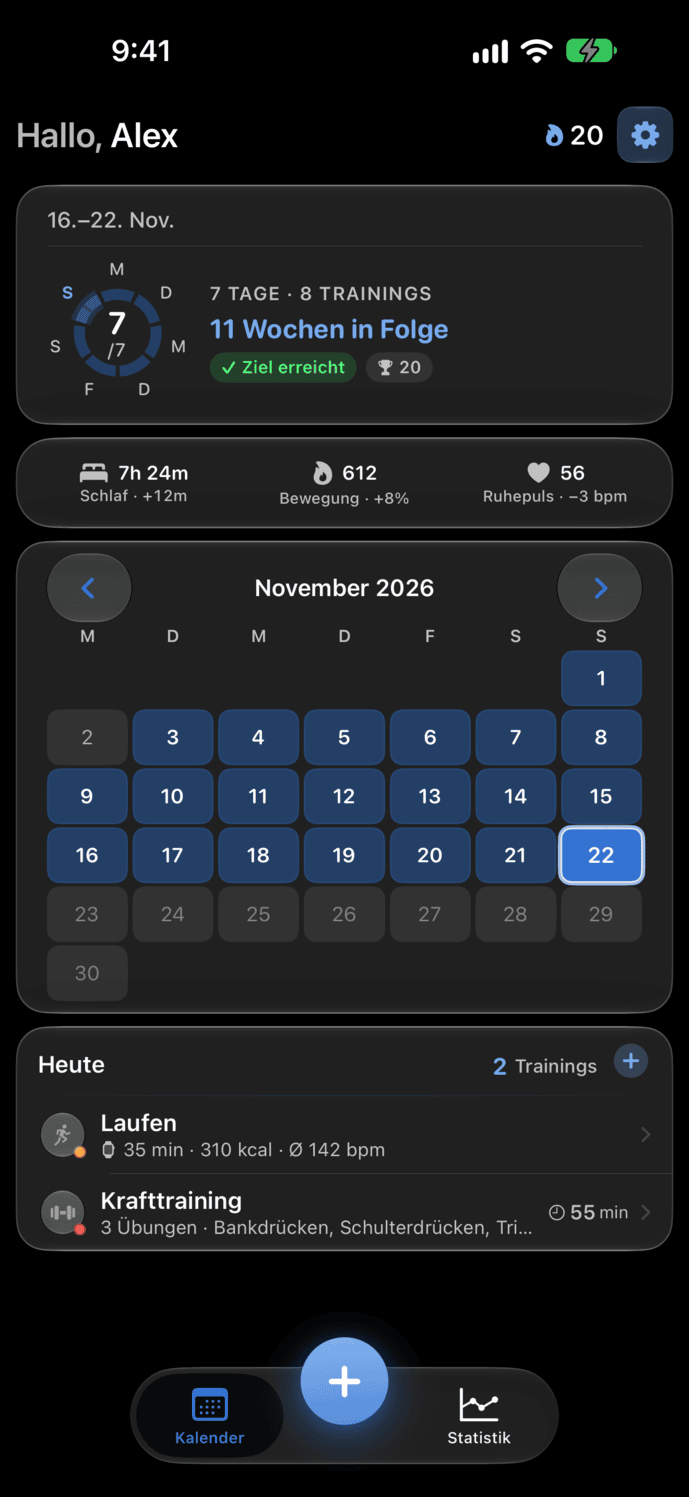 9:41
Hallo, Alex
20
16.–22. Nov.
M
S
D
7
/7
S
M
F
D
7 TAGE · 8 TRAININGS
11 Wochen in Folge
Ziel erreicht
20
7h 24m
Schlaf · +12m
612
Bewegung · +8%
56
Ruhepuls · −3 bpm
November 2026
M D M D F S S
1
2 3 4 5 6 7 8
9 10 11 12 13 14 15
16 17 18 19 20 21 22
23 24 25 26 27 28 29
30
Heute
2 Trainings
Laufen
35 min · 310 kcal · Ø 142 bpm
Krafttraining
3 Übungen · Bankdrücken, Schulterdrücken, Tri...
55 min
Kalender
Statistik